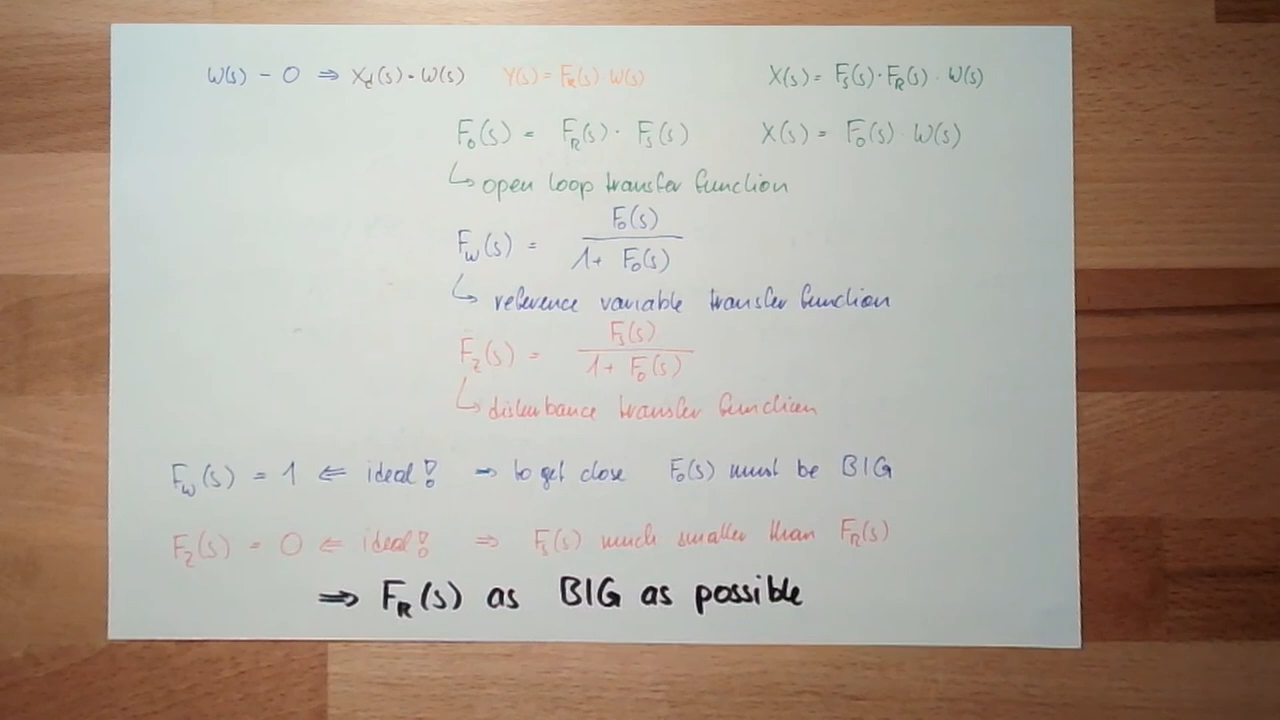 W(s) - 0 ⇒ Xd(s) = W(s) Y(s) = FR(s) · W(s) X(s) = Fs(s) · FR(s) · W(s)
F0(s) = FR(s) · Fs(s) X(s) = F0(s) · W(s)
↳ open loop transfer function
Fw(s) = F0(s) / 1 + F0(s)
↳ reference variable transfer function
Fz(s) = Fs(s) / 1 + F0(s)
↳ disturbance transfer function
Fw(s) = 1 ⇐ ideal! → to get close F0(s) must be BIG
Fz(s) = 0 ⇐ ideal! ⇒ Fs(s) much smaller than FR(s)
⇒ FR(s) as BIG as possible